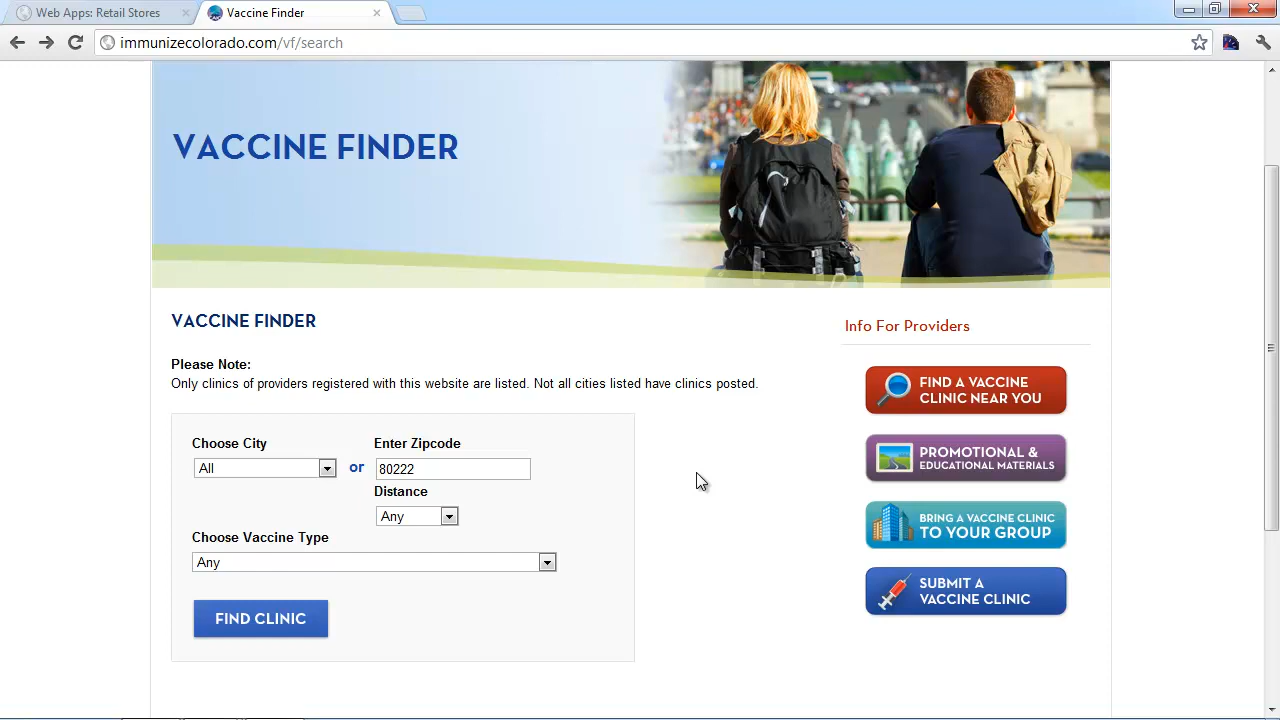 Web Apps: Retail Stores
Vaccine Finder
immunizecolorado.com/vf/search
VACCINE FINDER
VACCINE FINDER
Please Note:
Only clinics of providers registered with this website are listed. Not all cities listed have clinics posted.
Choose City
All
or
Enter Zipcode
80222
Distance
Any
Choose Vaccine Type
Any
FIND CLINIC
Info For Providers
FIND A VACCINE
CLINIC NEAR YOU
PROMOTIONAL &
EDUCATIONAL MATERIALS
BRING A VACCINE CLINIC
TO YOUR GROUP
SUBMIT A
VACCINE CLINIC